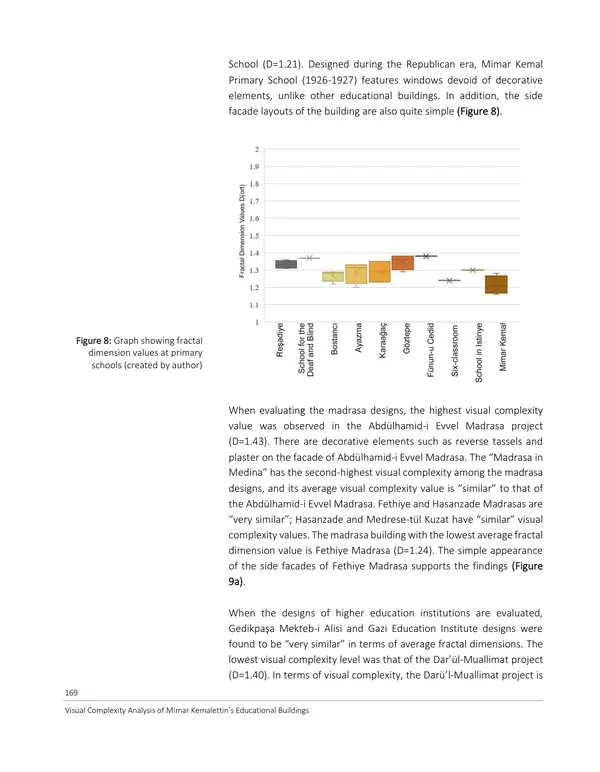 School (D=1.21). Designed during the Republican era, Mimar Kemal
Primary School (1926-1927) features windows devoid of decorative
elements, unlike other educational buildings. In addition, the side
facade layouts of the building are also quite simple (Figure 8).
Fractal Dimension Values D(ort)
2
1.9
1.8
1.7
1.6
1.5
1.4
1.3
1.2
1.1
1
Reşadiye
School for the
Deaf and Blind
Bostancı
Ayazma
Karaağaç
Göztepe
Fünun-u Cedid
Six-classroom
School in Istinye
Mimar Kemal
Figure 8: Graph showing fractal
dimension values at primary
schools (created by author)
When evaluating the madrasa designs, the highest visual complexity
value was observed in the Abdülhamid-i Evvel Madrasa project
(D=1.43). There are decorative elements such as reverse tassels and
plaster on the facade of Abdülhamid-i Evvel Madrasa. The “Madrasa in
Medina” has the second-highest visual complexity among the madrasa
designs, and its average visual complexity value is “similar” to that of
the Abdülhamid-i Evvel Madrasa. Fethiye and Hasanzade Madrasas are
“very similar”; Hasanzade and Medrese-tül Kuzat have “similar” visual
complexity values. The madrasa building with the lowest average fractal
dimension value is Fethiye Madrasa (D=1.24). The simple appearance
of the side facades of Fethiye Madrasa supports the findings (Figure
9a).
When the designs of higher education institutions are evaluated,
Gedikpaşa Mekteb-i Alisi and Gazi Education Institute designs were
found to be “very similar” in terms of average fractal dimensions. The
lowest visual complexity level was that of the Dar’ül-Muallimat project
(D=1.40). In terms of visual complexity, the Darü’l-Muallimat project is
169
Visual Complexity Analysis of Mimar Kemalettin’s Educational Buildings